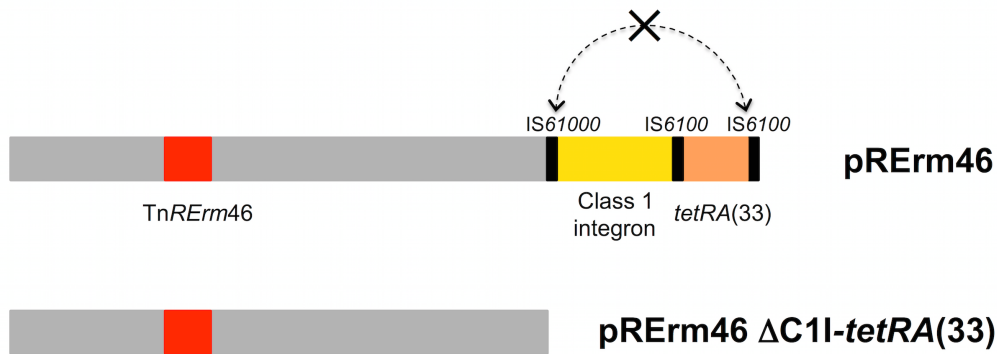 IS61000 IS6100 IS6100
pRErm46
TnRErm46
Class 1
integron
tetRA(33)
pRErm46 ΔC1I-tetRA(33)